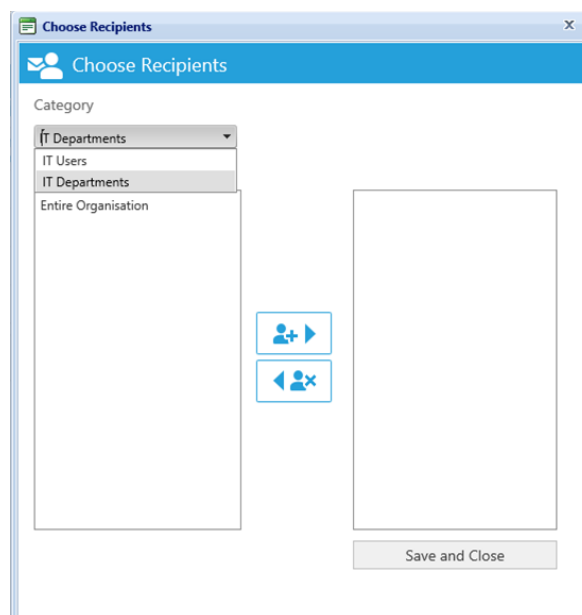 Choose Recipients
Choose Recipients
Category
IT Departments
IT Users
IT Departments
Entire Organisation
Save and Close